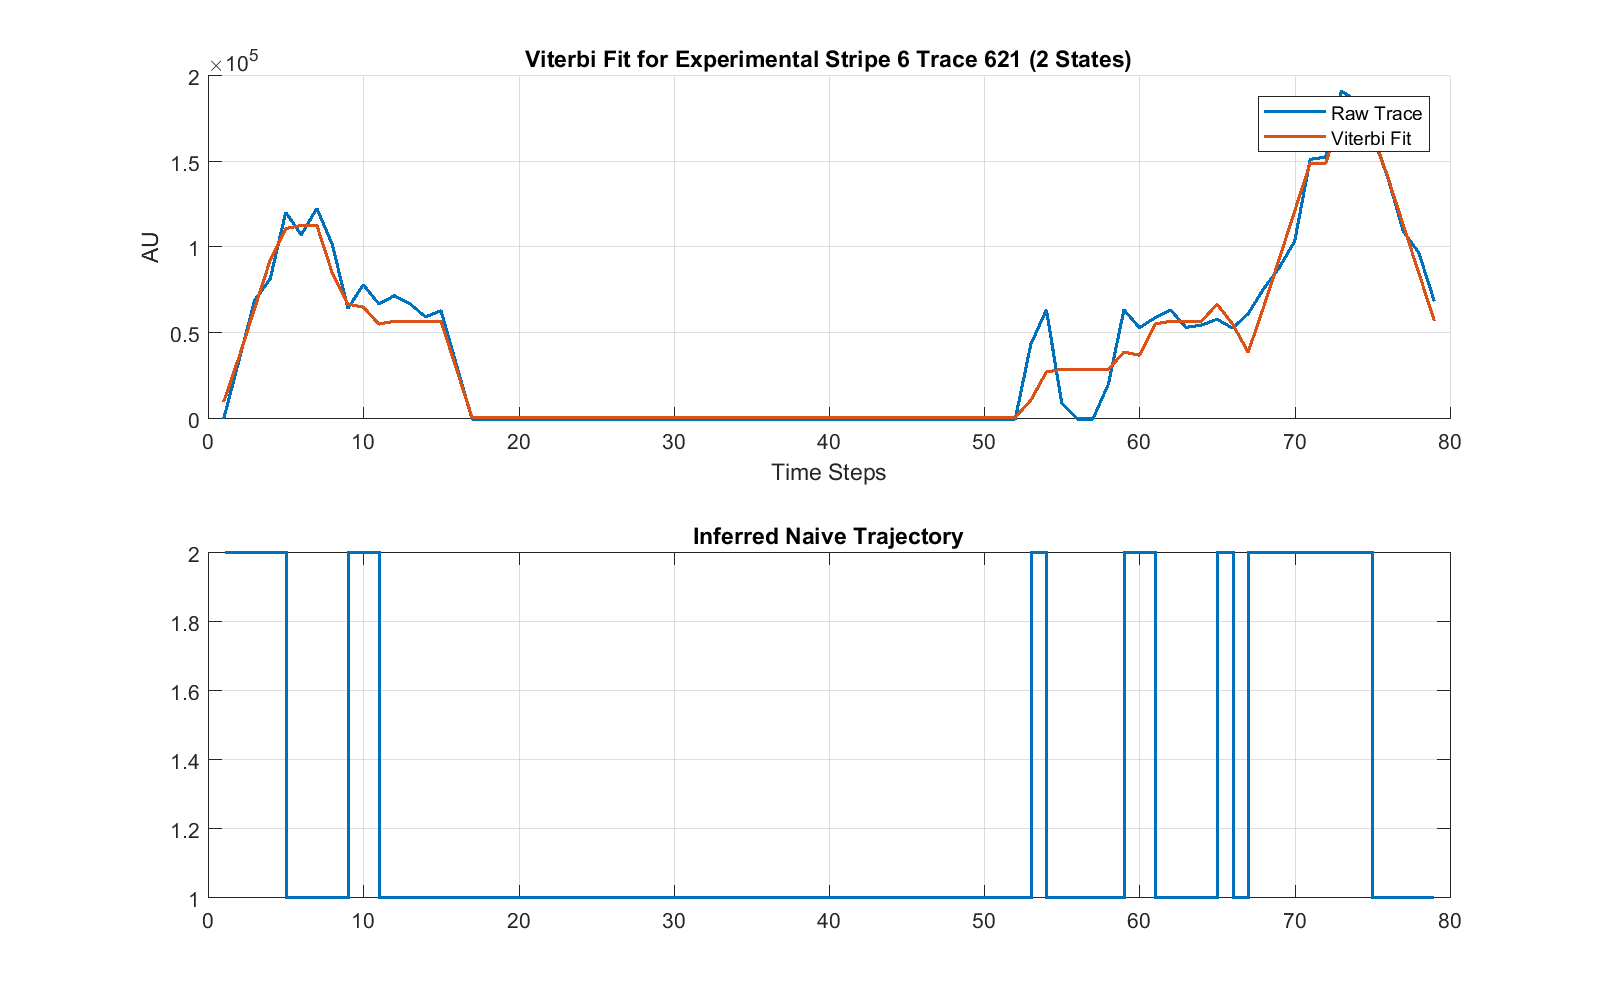 Viterbi Fit for Experimental Stripe 6 Trace 621 (2 States)
×10⁵
2
1.5
1
0.5
0
AU
Raw Trace
Viterbi Fit
0 10 20 30 40 50 60 70 80
Time Steps
Inferred Naive Trajectory
2
1.8
1.6
1.4
1.2
1
0 10 20 30 40 50 60 70 80